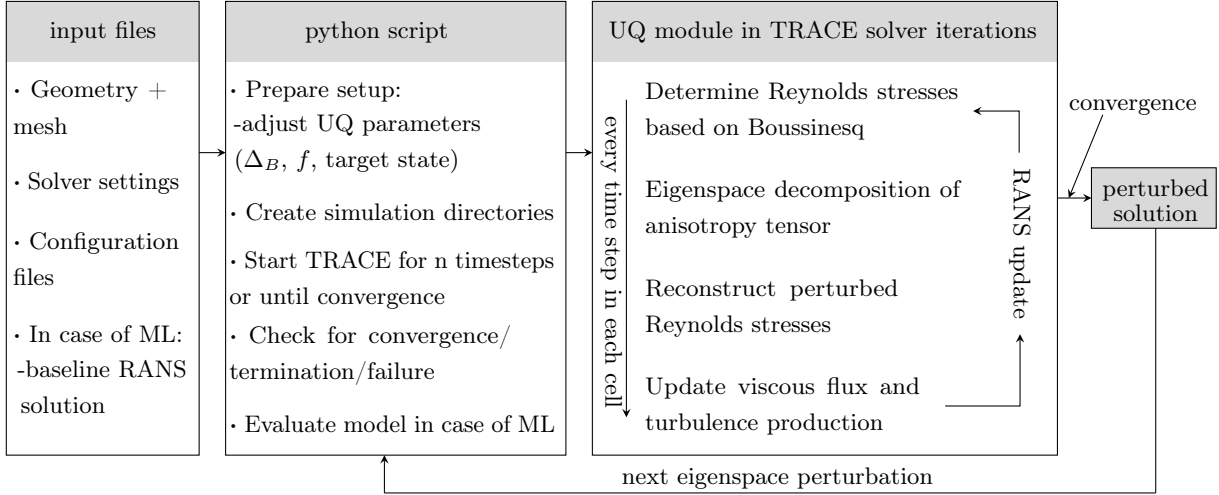 input files
· Geometry +
mesh
· Solver settings
· Configuration
files
· In case of ML:
-baseline RANS
solution
python script
· Prepare setup:
-adjust UQ parameters
(Δ_B, f, target state)
· Create simulation directories
· Start TRACE for n timesteps
or until convergence
· Check for convergence/
termination/failure
· Evaluate model in case of ML
UQ module in TRACE solver iterations
every time step in each cell
Determine Reynolds stresses
based on Boussinesq
Eigenspace decomposition of
anisotropy tensor
Reconstruct perturbed
Reynolds stresses
Update viscous flux and
turbulence production
RANS update
convergence
perturbed
solution
next eigenspace perturbation